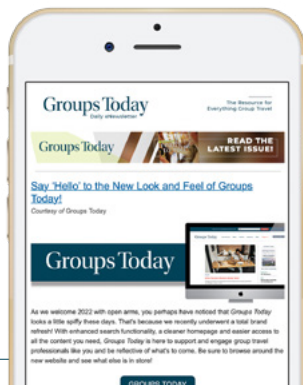 Groups Today
Daily eNewsletter
The Resource for
Everything Group Travel
Groups Today
READ THE
LATEST ISSUE!
Say 'Hello' to the New Look and Feel of Groups
Today!
Courtesy of Groups Today
Groups Today
As we welcome 2022 with open arms, you perhaps have noticed that Groups Today
looks a little spiffy these days. That's because we recently underwent a total brand
refresh! With enhanced search functionality, a cleaner homepage and easier access to
all the content you need, Groups Today is here to support and engage group travel
professionals like you and be reflective of what's to come. Be sure to browse around the
new website and see what else is in store!
GROUPS TODAY